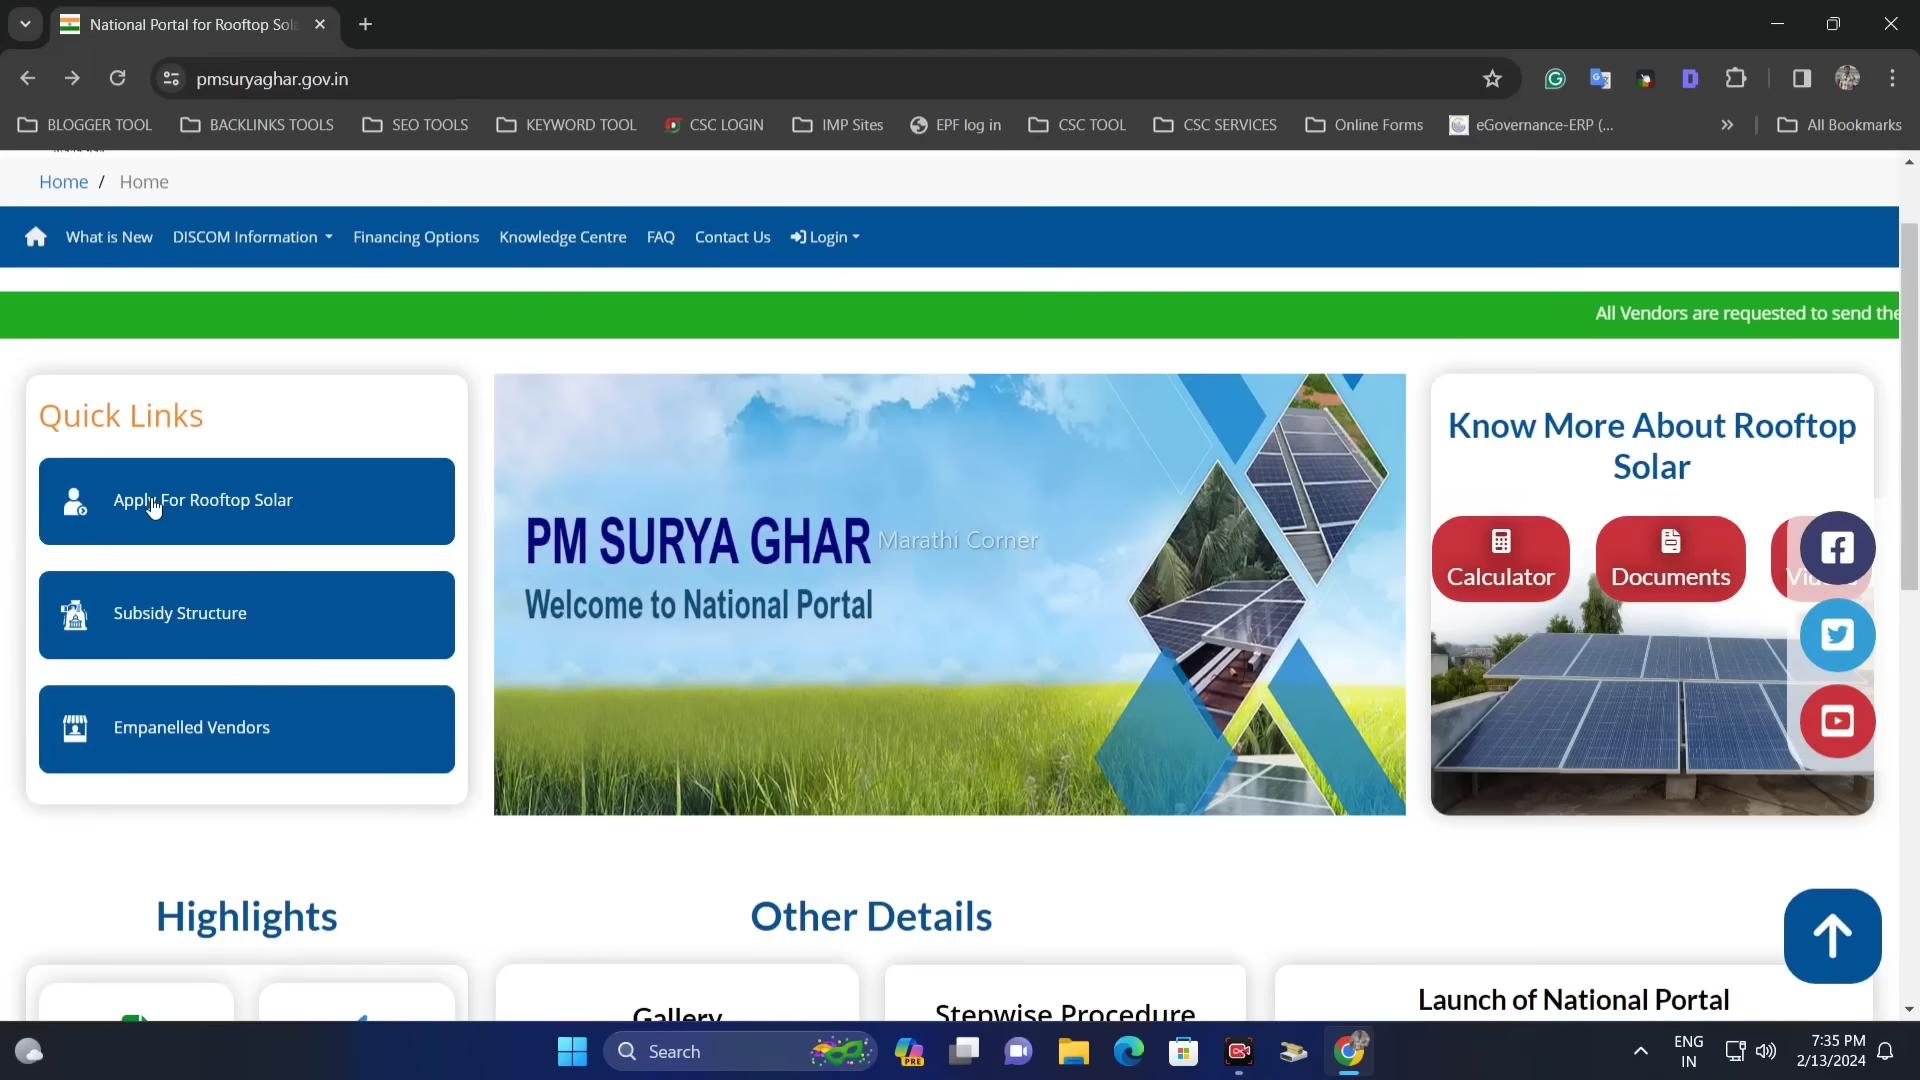 National Portal for Rooftop Sola
pmsuryaghar.gov.in
BLOGGER TOOL
BACKLINKS TOOLS
SEO TOOLS
KEYWORD TOOL
CSC LOGIN
IMP Sites
EPF log in
CSC TOOL
CSC SERVICES
Online Forms
eGovernance-ERP (...
All Bookmarks
Home / Home
What is New
DISCOM Information
Financing Options
Knowledge Centre
FAQ
Contact Us
Login
All Vendors are requested to send the
Quick Links
Apply For Rooftop Solar
Subsidy Structure
Empanelled Vendors
PM SURYA GHAR
Marathi Corner
Welcome to National Portal
Know More About Rooftop
Solar
Calculator
Documents
Highlights
Other Details
Gallery
Stepwise Procedure
Launch of National Portal
Search
PRE
ENG
IN
7:35 PM
2/13/2024